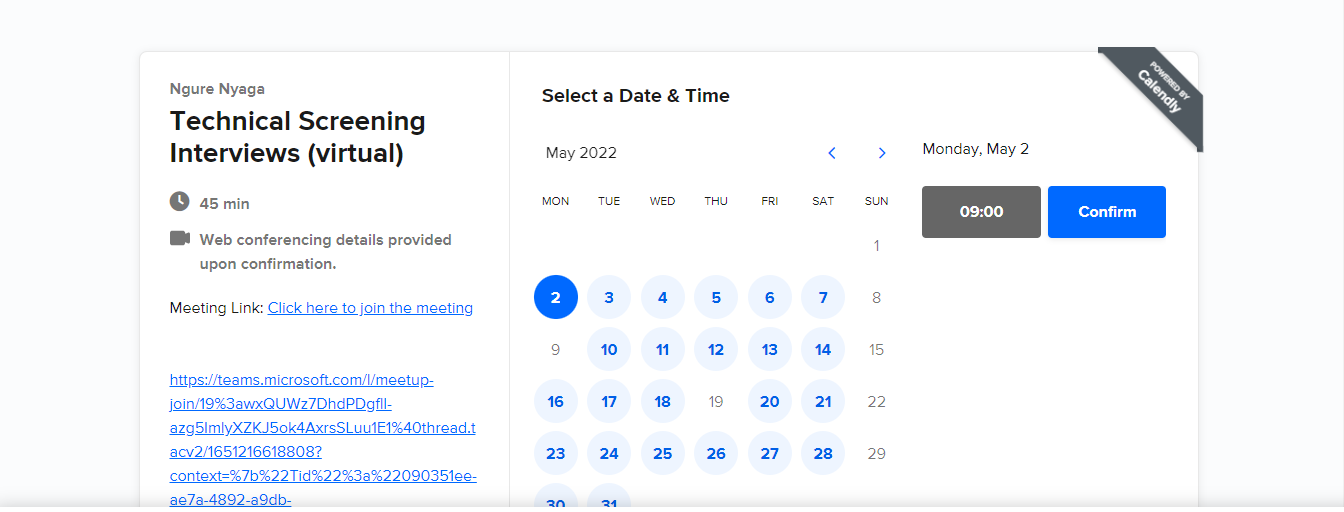 Ngure Nyaga
Technical Screening
Interviews (virtual)
45 min
Web conferencing details provided
upon confirmation.
Meeting Link: Click here to join the meeting
https://teams.microsoft.com/l/meetup-
join/19%3awxQUWz7DhdPDgfll-
azg5ImlyXZKJ5ok4AxrsSLuu1E1%40thread.t
acv2/1651216618808?
context=%7b%22Tid%22%3a%22090351ee-
ae7a-4892-a9db-
Select a Date & Time
May 2022
MON TUE WED THU FRI SAT SUN
1
2 3 4 5 6 7 8
9 10 11 12 13 14 15
16 17 18 19 20 21 22
23 24 25 26 27 28 29
30 31
Monday, May 2
09:00 Confirm
POWERED BY
Calendly